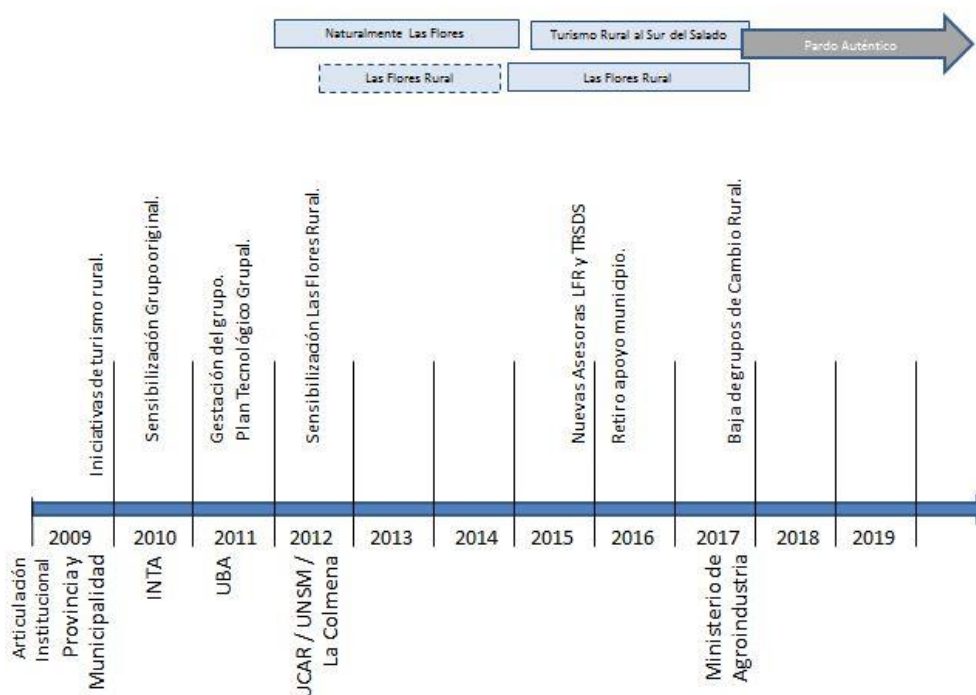 Naturalmente Las Flores
Turismo Rural al Sur del Salado
Pardo Auténtico
Las Flores Rural
Las Flores Rural
Iniciativas de turismo rural.
Sensibilización Grupo original.
Gestación del grupo.
Plan Tecnológico Grupal.
Sensibilización Las Flores Rural.
Nuevas Asesoras LFR y TRSDS
Retiro apoyo municipio.
Baja de grupos de Cambio Rural.
2009
2010
2011
2012
2013
2014
2015
2016
2017
2018
2019
Articulación
Institucional
Provincia y
Municipalidad
INTA
UBA
UCAR / UNSM /
La Colmena
Ministerio de
Agroindustria